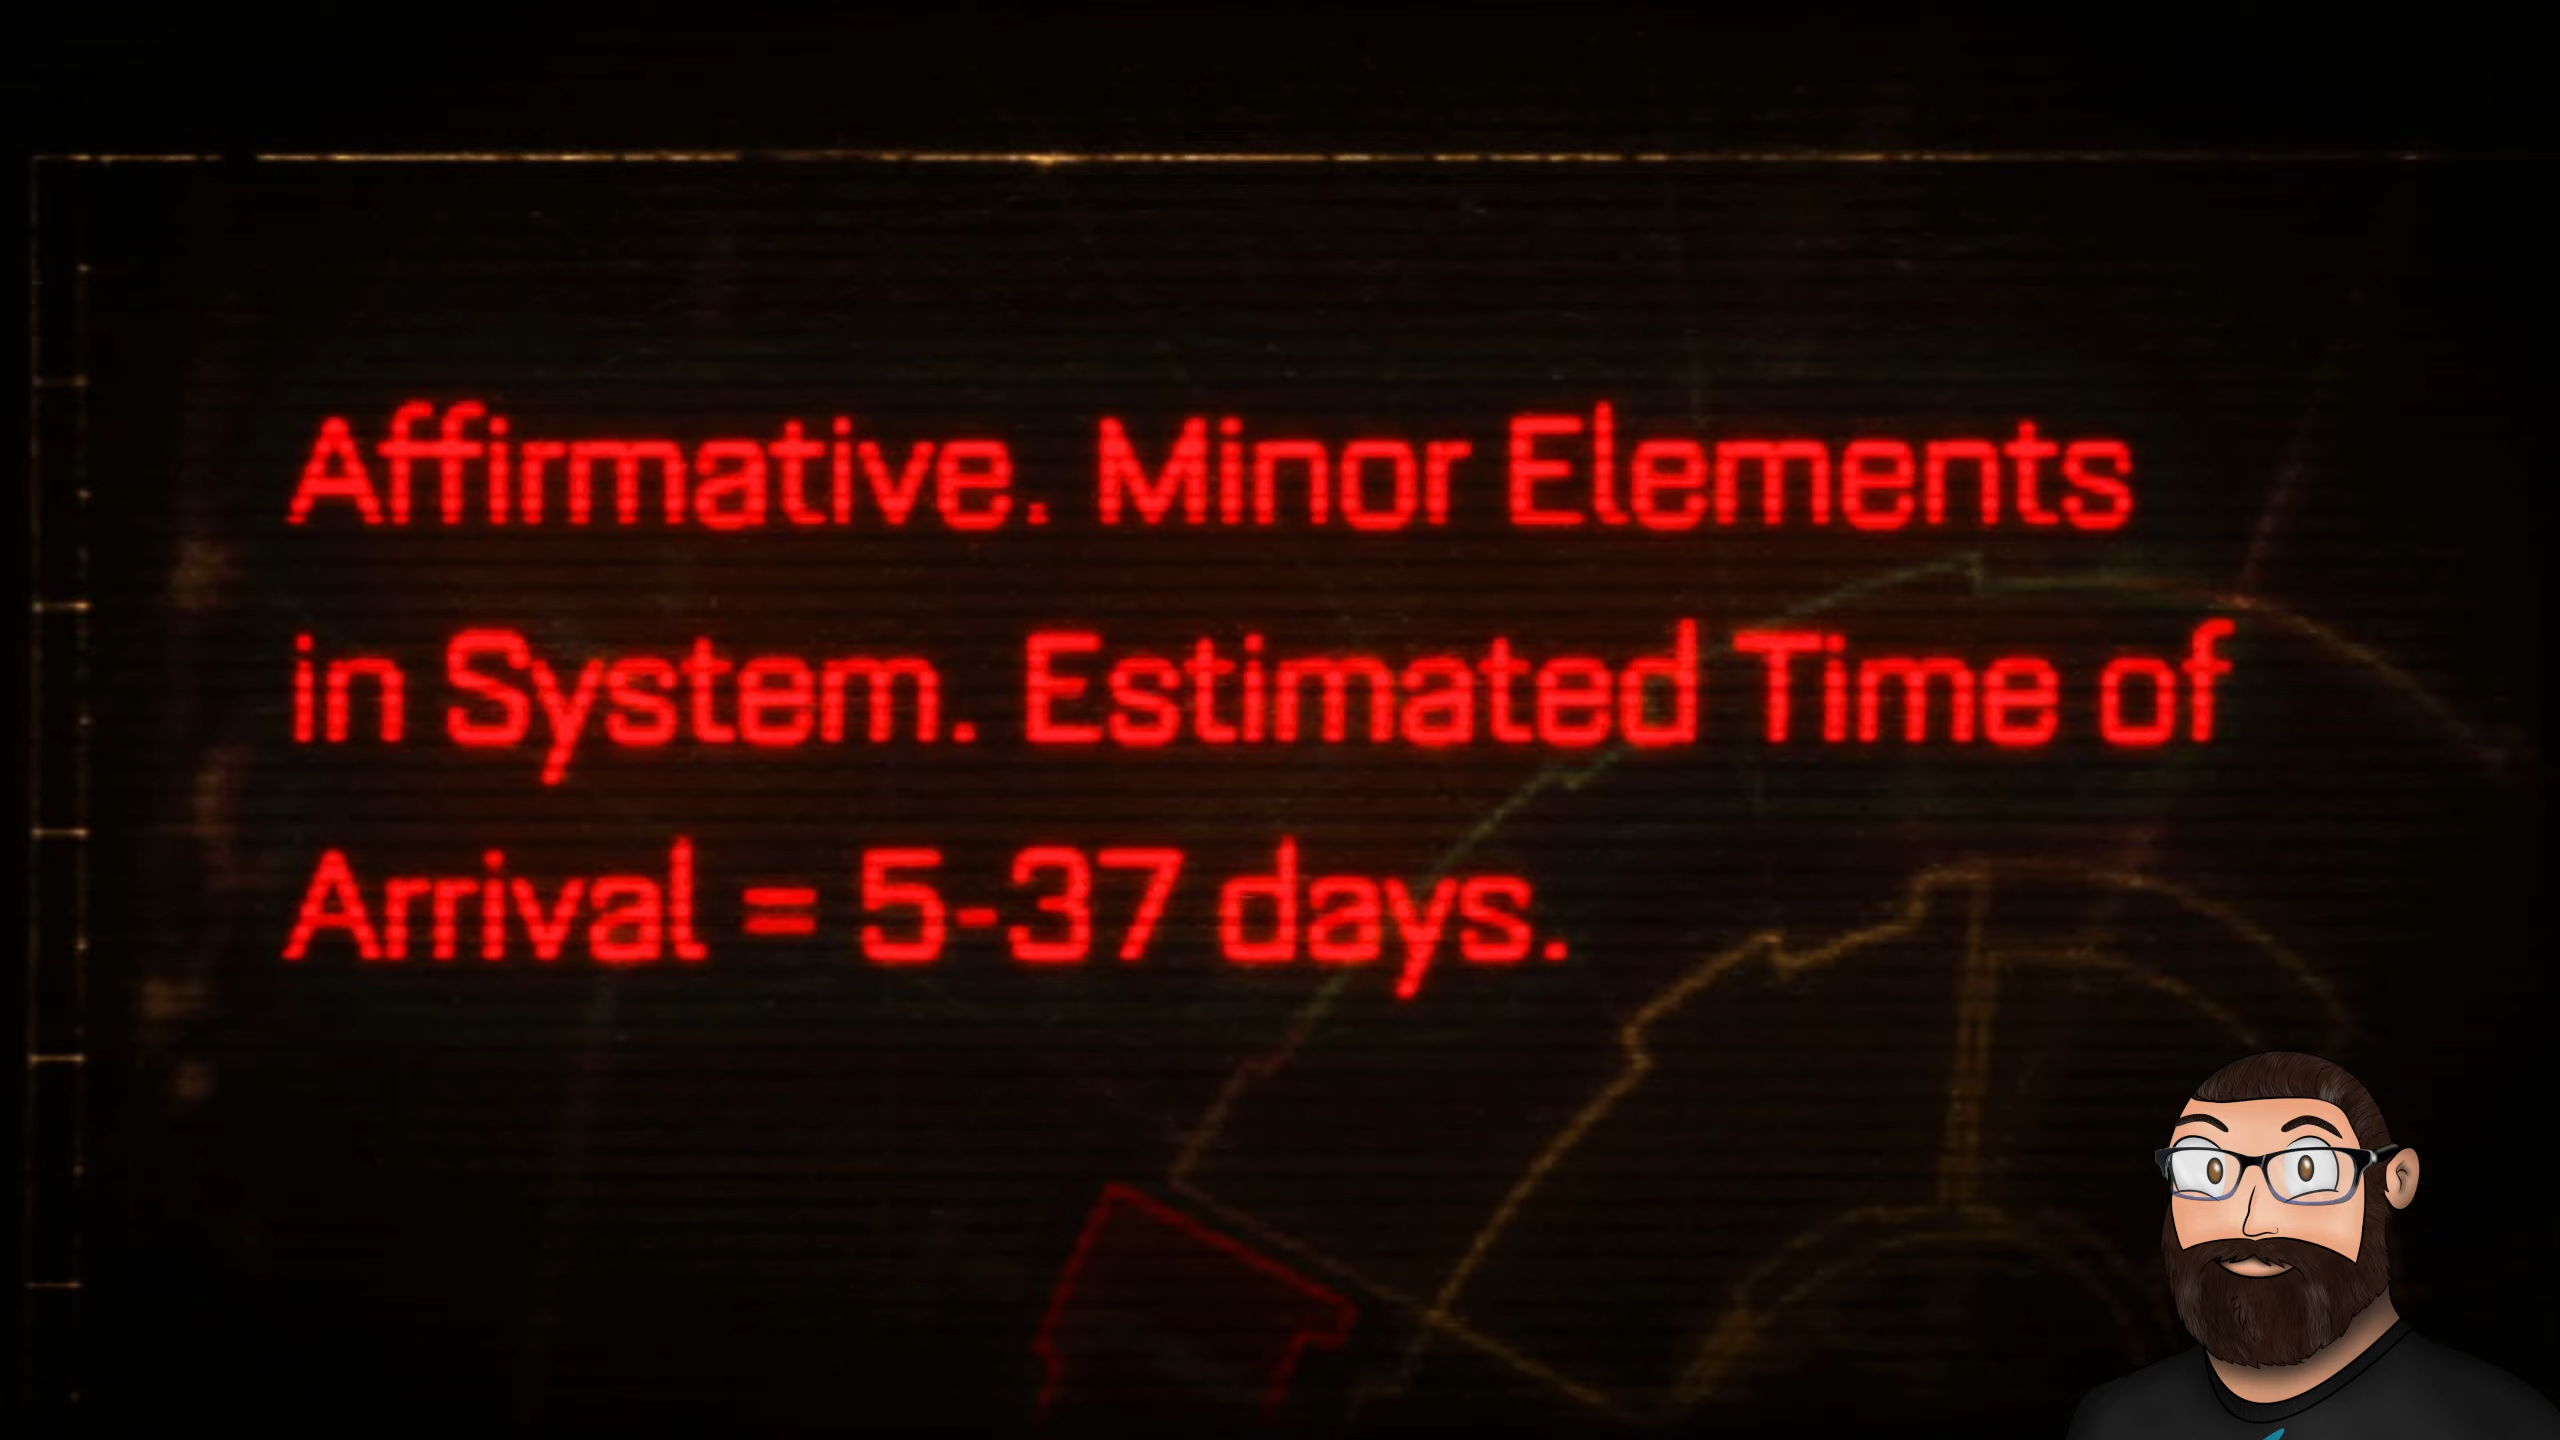 Affirmative. Minor Elements
in System. Estimated Time of
Arrival = 5-37 days.